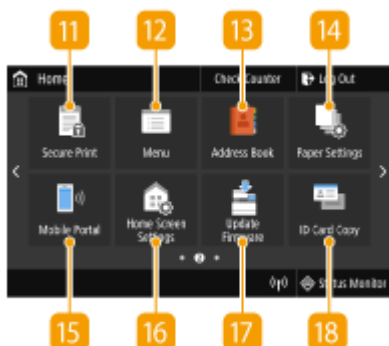 11 12 13 14
Home Check Counter Log Out
Secure Print Menu Address Book Paper Settings
Mobile Portal Home Screen Settings Update Firmware ID Card Copy
2
Status Monitor
15 16 17 18